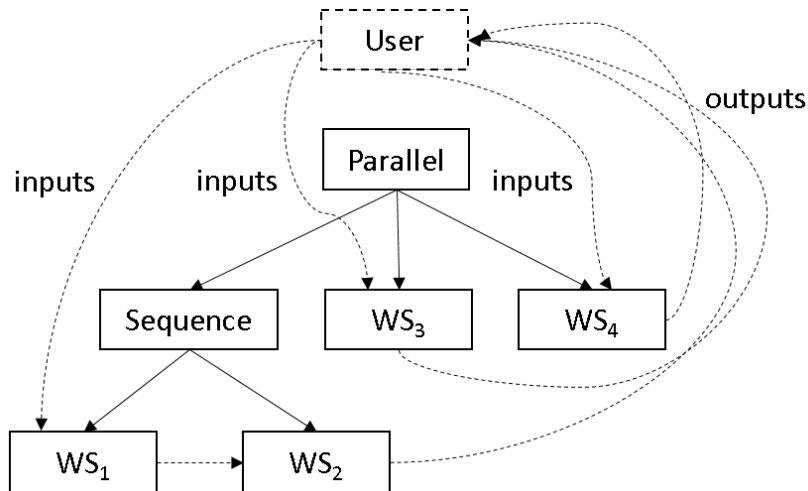 User
outputs
Parallel
inputs
inputs
inputs
Sequence
WS₃
WS₄
WS₁
WS₂